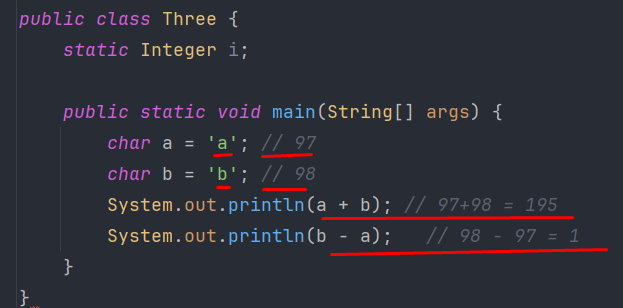 public class Three {
static Integer i;
public static void main(String[] args) {
char a = 'a'; // 97
char b = 'b'; // 98
System.out.println(a + b); // 97+98 = 195
System.out.println(b - a); // 98 - 97 = 1
}
}